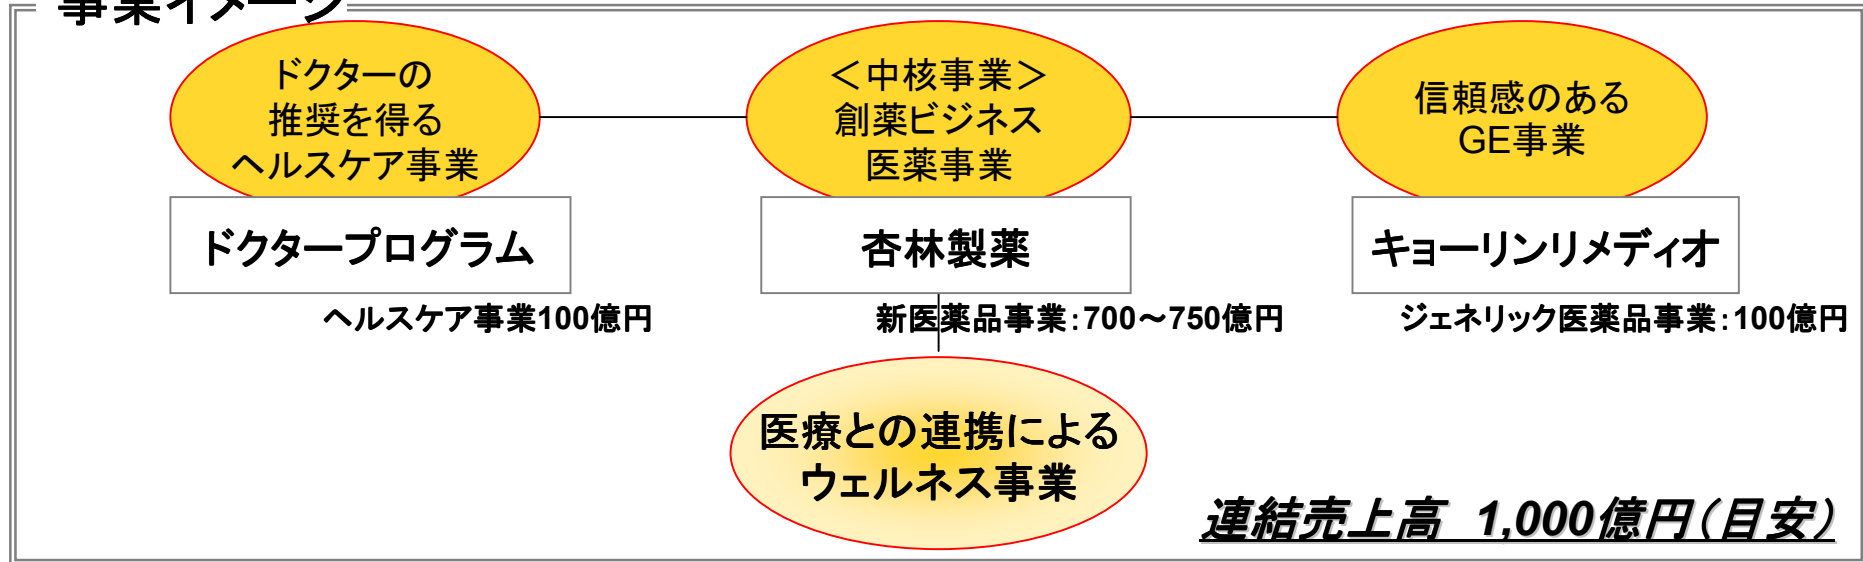 事業イメージ
ドクターの
推奨を得る
ヘルスケア事業
＜中核事業＞
創薬ビジネス
医薬事業
信頼感のある
GE事業
ドクタープログラム
杏林製薬
キョーリンリメディオ
ヘルスケア事業100億円
新医薬品事業：700～750億円
ジェネリック医薬品事業：100億円
医療との連携による
ウェルネス事業
連結売上高　1,000億円（目安）